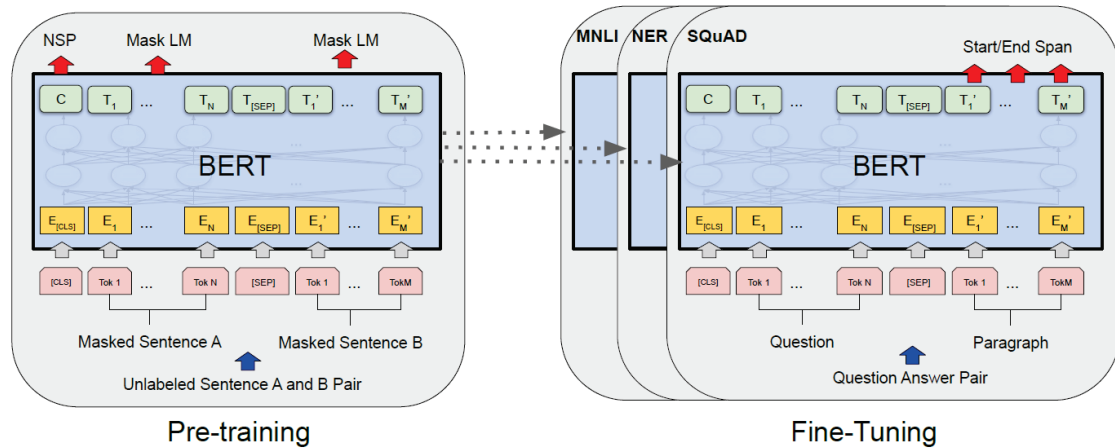 NSP Mask LM Mask LM
C T1 ... TN T[SEP] T1' ... TM'
...
BERT
...
E[CLS] E1 ... EN E[SEP] E1' ... EM'
[CLS] Tok 1 ... Tok N [SEP] Tok 1 ... TokM
Masked Sentence A Masked Sentence B
Unlabeled Sentence A and B Pair
Pre-training
MNLI NER SQuAD
Start/End Span
C T1 ... TN T[SEP] T1' ... TM'
...
BERT
...
E[CLS] E1 ... EN E[SEP] E1' ... EM'
[CLS] Tok 1 ... Tok N [SEP] Tok 1 ... TokM
Question Paragraph
Question Answer Pair
Fine-Tuning